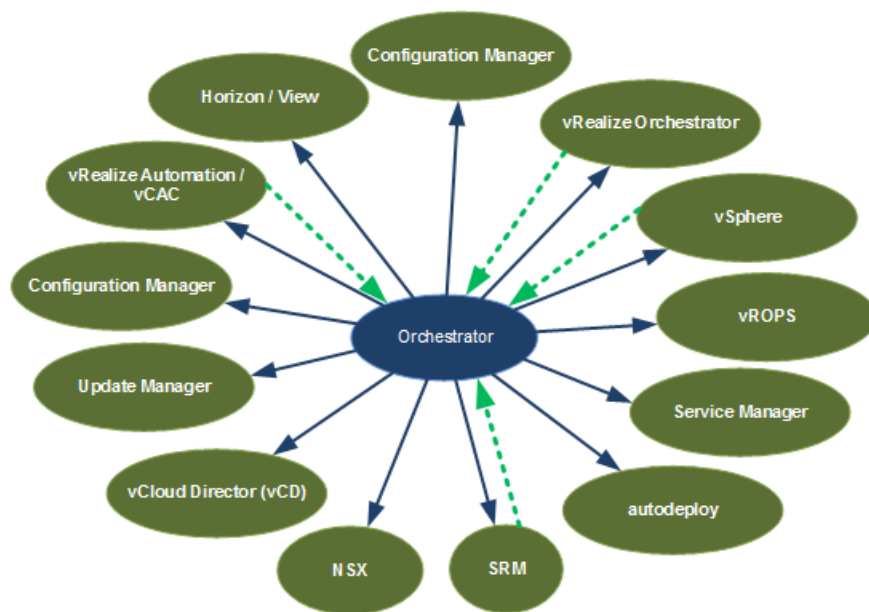 Configuration Manager
Horizon / View
vRealize Orchestrator
vRealize Automation /
vCAC
vSphere
Configuration Manager
vROPS
Orchestrator
Update Manager
Service Manager
vCloud Director (vCD)
autodeploy
NSX
SRM